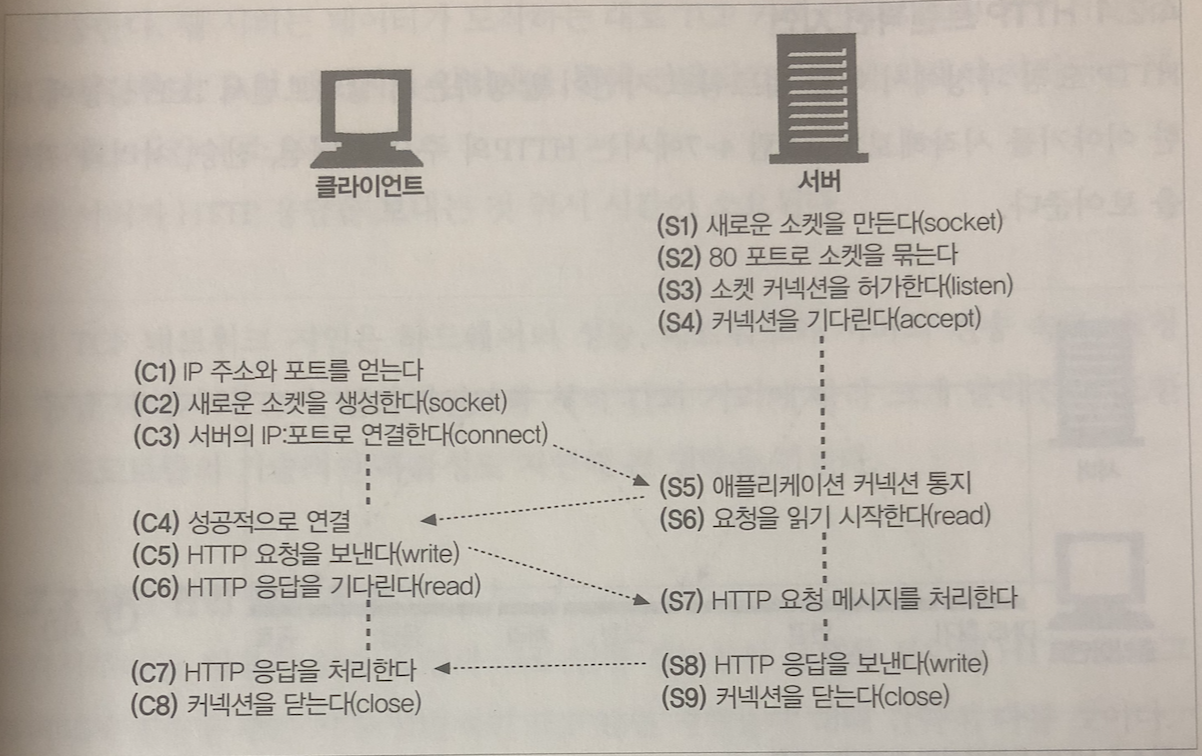 클라이언트
서버
(S1) 새로운 소켓을 만든다(socket)
(S2) 80 포트로 소켓을 묶는다
(S3) 소켓 커넥션을 허가한다(listen)
(S4) 커넥션을 기다린다(accept)
(C1) IP 주소와 포트를 얻는다
(C2) 새로운 소켓을 생성한다(socket)
(C3) 서버의 IP:포트로 연결한다(connect)
(S5) 애플리케이션 커넥션 통지
(S6) 요청을 읽기 시작한다(read)
(C4) 성공적으로 연결
(C5) HTTP 요청을 보낸다(write)
(C6) HTTP 응답을 기다린다(read)
(S7) HTTP 요청 메시지를 처리한다
(S8) HTTP 응답을 보낸다(write)
(S9) 커넥션을 닫는다(close)
(C7) HTTP 응답을 처리한다
(C8) 커넥션을 닫는다(close)